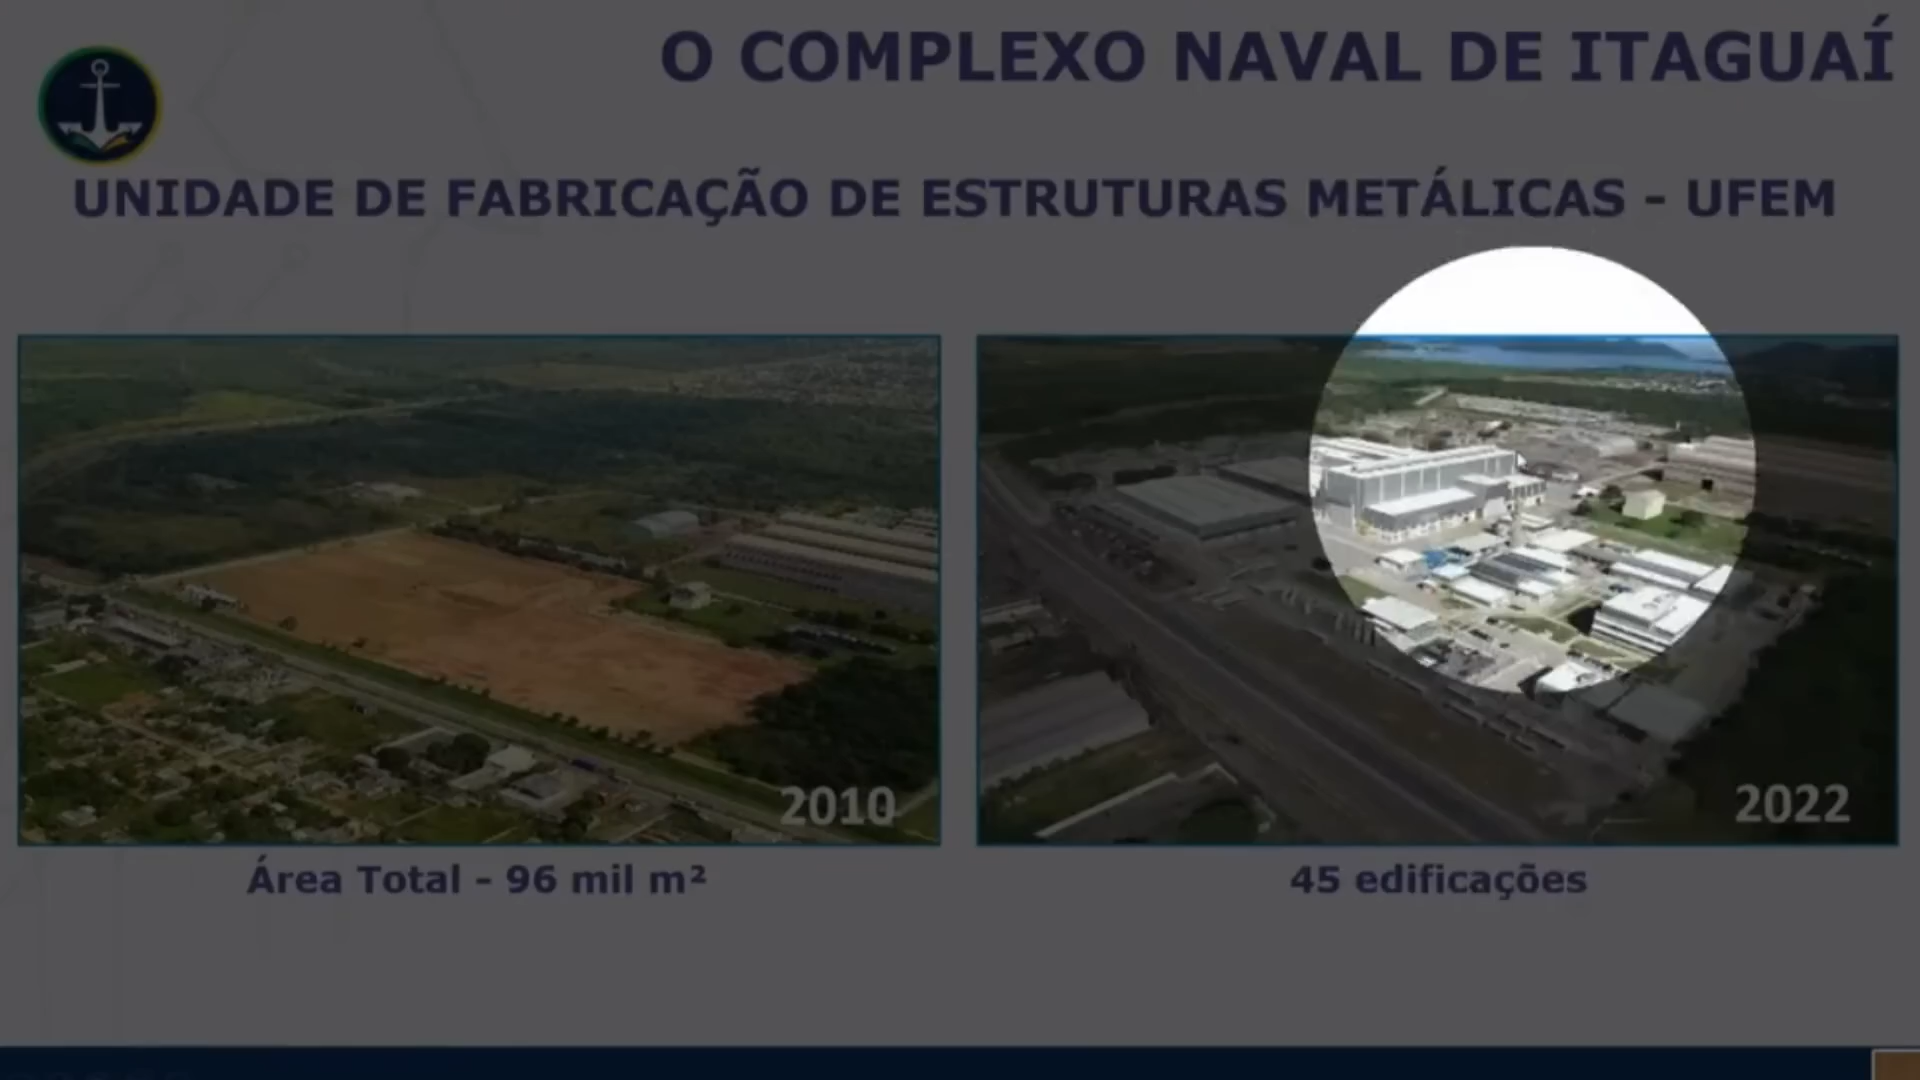 O COMPLEXO NAVAL DE ITAGUAÍ
UNIDADE DE FABRICAÇÃO DE ESTRUTURAS METÁLICAS - UFEM
2010
2022
Área Total - 96 mil m²
45 edificações